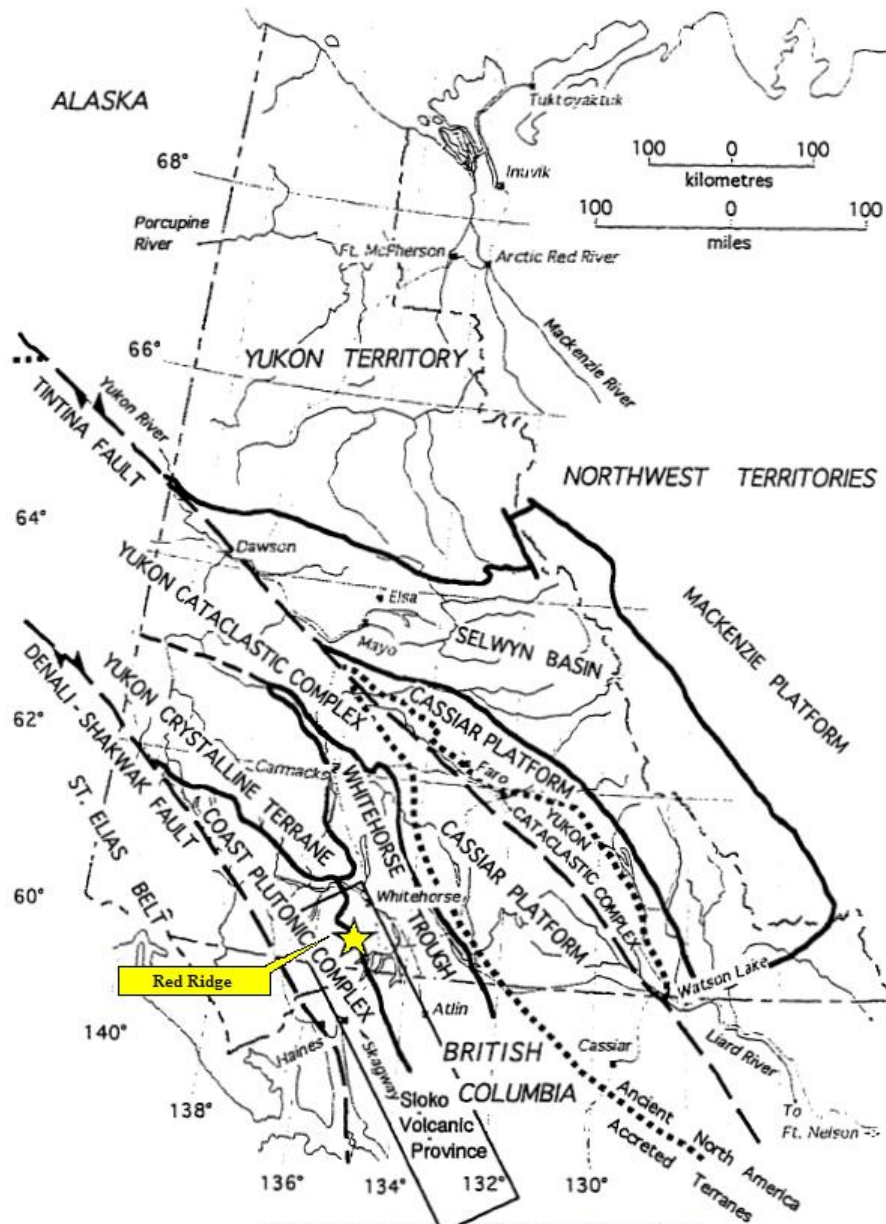 ALASKA
Tuktoyaktuk
100 0 100
kilometres
68°
Inuvik
100 0 100
miles
Porcupine
River
Ft. McPherson
Arctic Red River
Mackenzie River
66°
YUKON TERRITORY
Yukon River
TINTINA FAULT
NORTHWEST TERRITORIES
64°
Dawson
YUKON CATACLASTIC COMPLEX
Elsa
Mayo
SELWYN BASIN
MACKENZIE PLATFORM
DENALI - SHAKWAK FAULT
YUKON CRYSTALLINE TERRANE
CASSIAR PLATFORM
62°
Carmacks
Faro
ST. ELIAS BELT
COAST PLUTONIC COMPLEX
WHITEHORSE TROUGH
CASSIAR PLATFORM
YUKON
CATACLASTIC COMPLEX
60°
Whitehorse
Red Ridge
Watson Lake
140°
Atlin
Haines
Skagway
BRITISH
COLUMBIA
Cassiar
Liard River
138°
Sloko
Volcanic
Province
Ancient North America
Accreted Terranes
To
Ft. Nelson
136° 134° 132° 130°